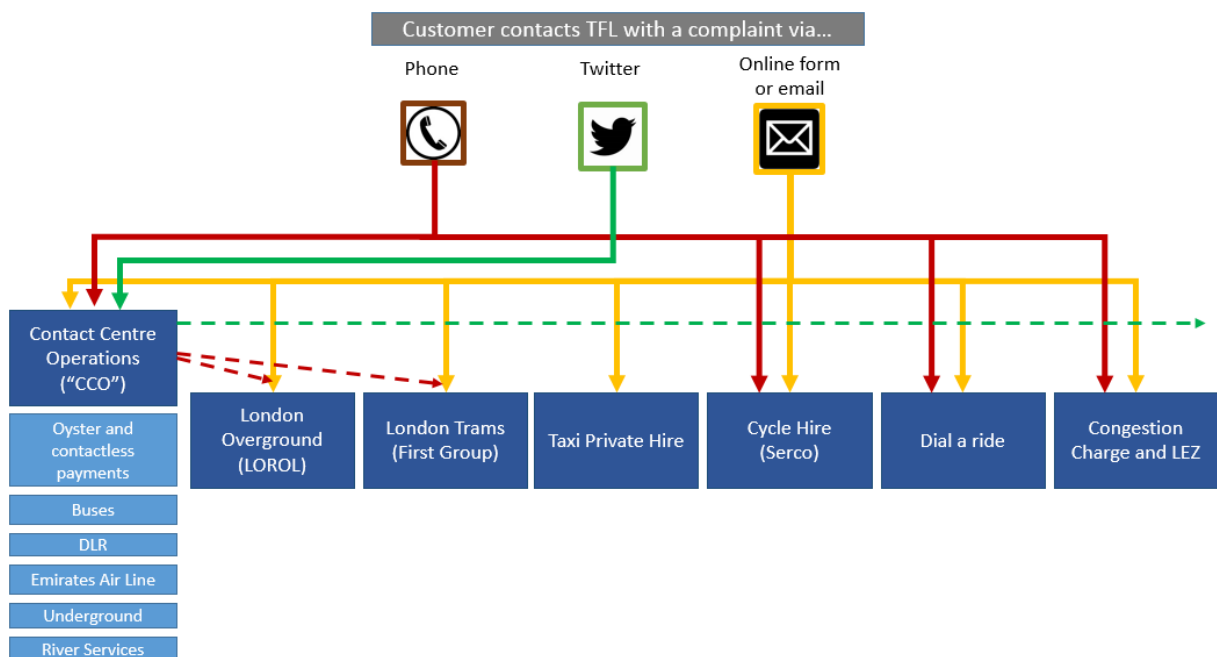 Customer contacts TFL with a complaint via…
Phone
Twitter
Online form
or email
Contact Centre
Operations
(“CCO”)
London
Overground
(LOROL)
London Trams
(First Group)
Taxi Private Hire
Cycle Hire
(Serco)
Dial a ride
Congestion
Charge and LEZ
Oyster and
contactless
payments
Buses
DLR
Emirates Air Line
Underground
River Services